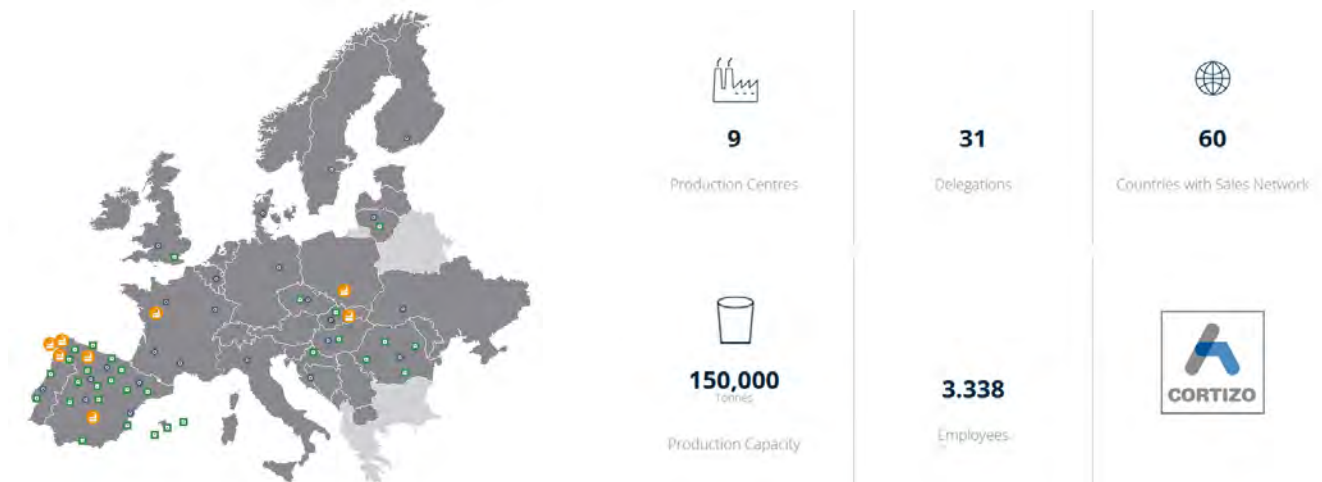 9
Production Centres
31
Delegations
60
Countries with Sales Network
150,000
Tonnes
Production Capacity
3.338
Employees
CORTIZO